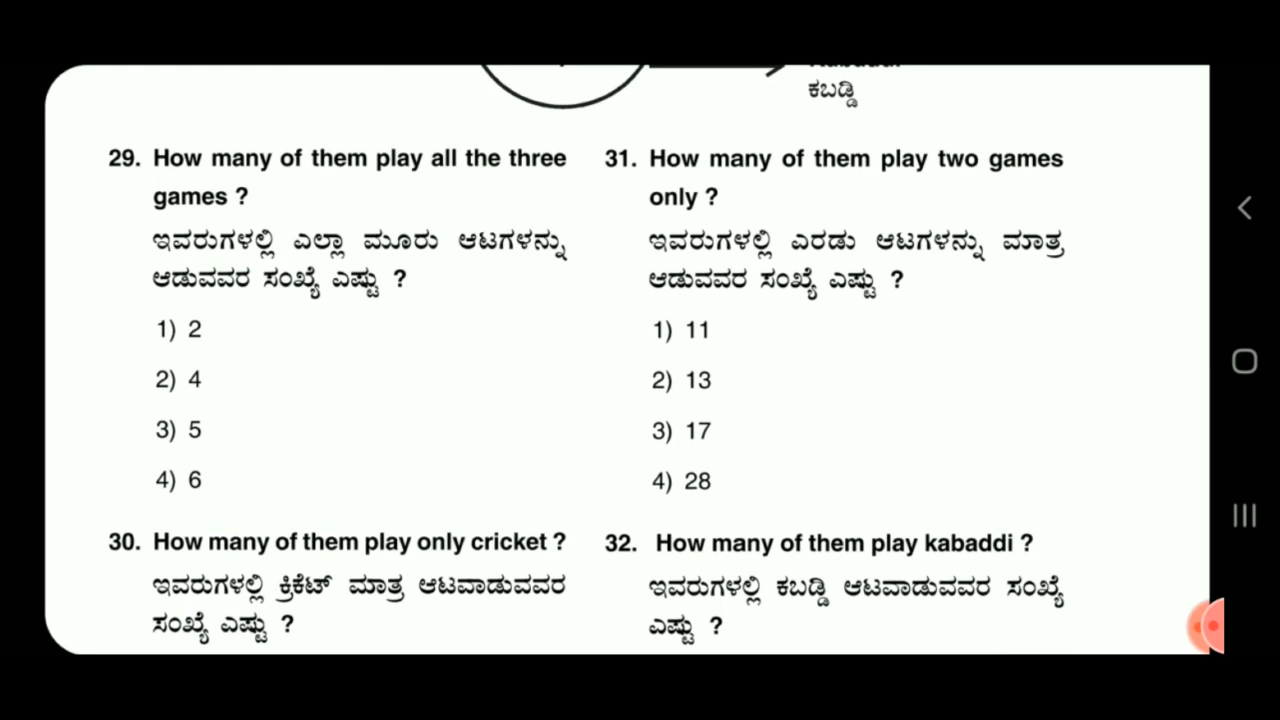 ಕಬಡ್ಡಿ
29. How many of them play all the three
games ?
ಇವರುಗಳಲ್ಲಿ ಎಲ್ಲಾ ಮೂರು ಆಟಗಳನ್ನು
ಆಡುವವರ ಸಂಖ್ಯೆ ಎಷ್ಟು ?
1) 2
2) 4
3) 5
4) 6
30. How many of them play only cricket ?
ಇವರುಗಳಲ್ಲಿ ಕ್ರಿಕೆಟ್ ಮಾತ್ರ ಆಟವಾಡುವವರ
ಸಂಖ್ಯೆ ಎಷ್ಟು ?
31. How many of them play two games
only ?
ಇವರುಗಳಲ್ಲಿ ಎರಡು ಆಟಗಳನ್ನು ಮಾತ್ರ
ಆಡುವವರ ಸಂಖ್ಯೆ ಎಷ್ಟು ?
1) 11
2) 13
3) 17
4) 28
32. How many of them play kabaddi ?
ಇವರುಗಳಲ್ಲಿ ಕಬಡ್ಡಿ ಆಟವಾಡುವವರ ಸಂಖ್ಯೆ
ಎಷ್ಟು ?